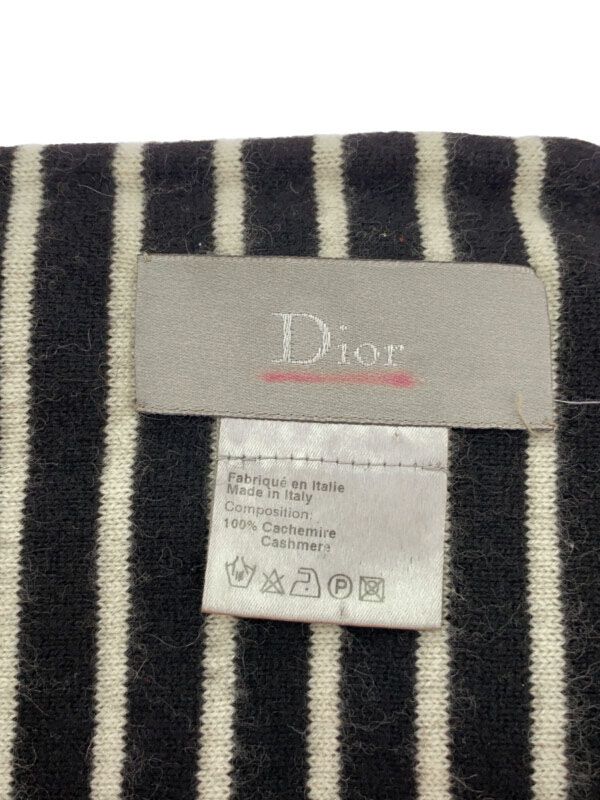 Dior
Fabriqué en Italie
Made in Italy
Composition:
100% Cachemire
Cashmere
P